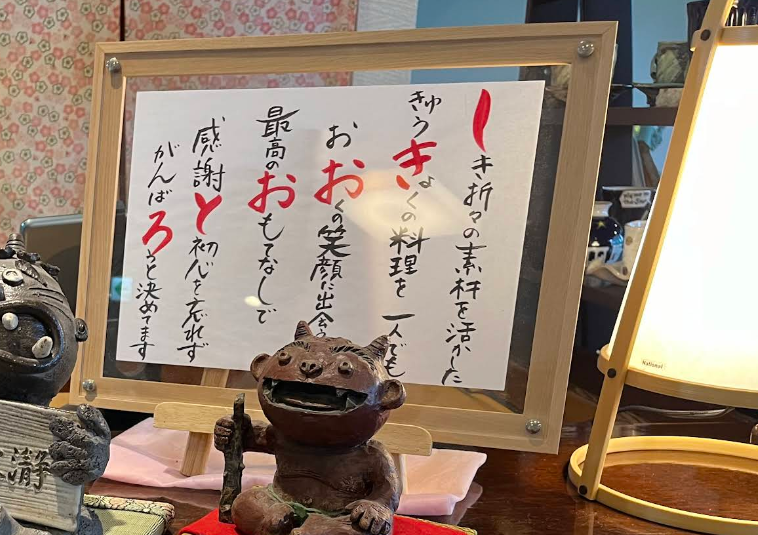 しき折々の素材を活かした
きゅうきょくの料理を一人でも
おおおくの笑顔に出会う
最高のおおもてなしで
感謝と初心を忘れず
がんばろうと決めてます
National